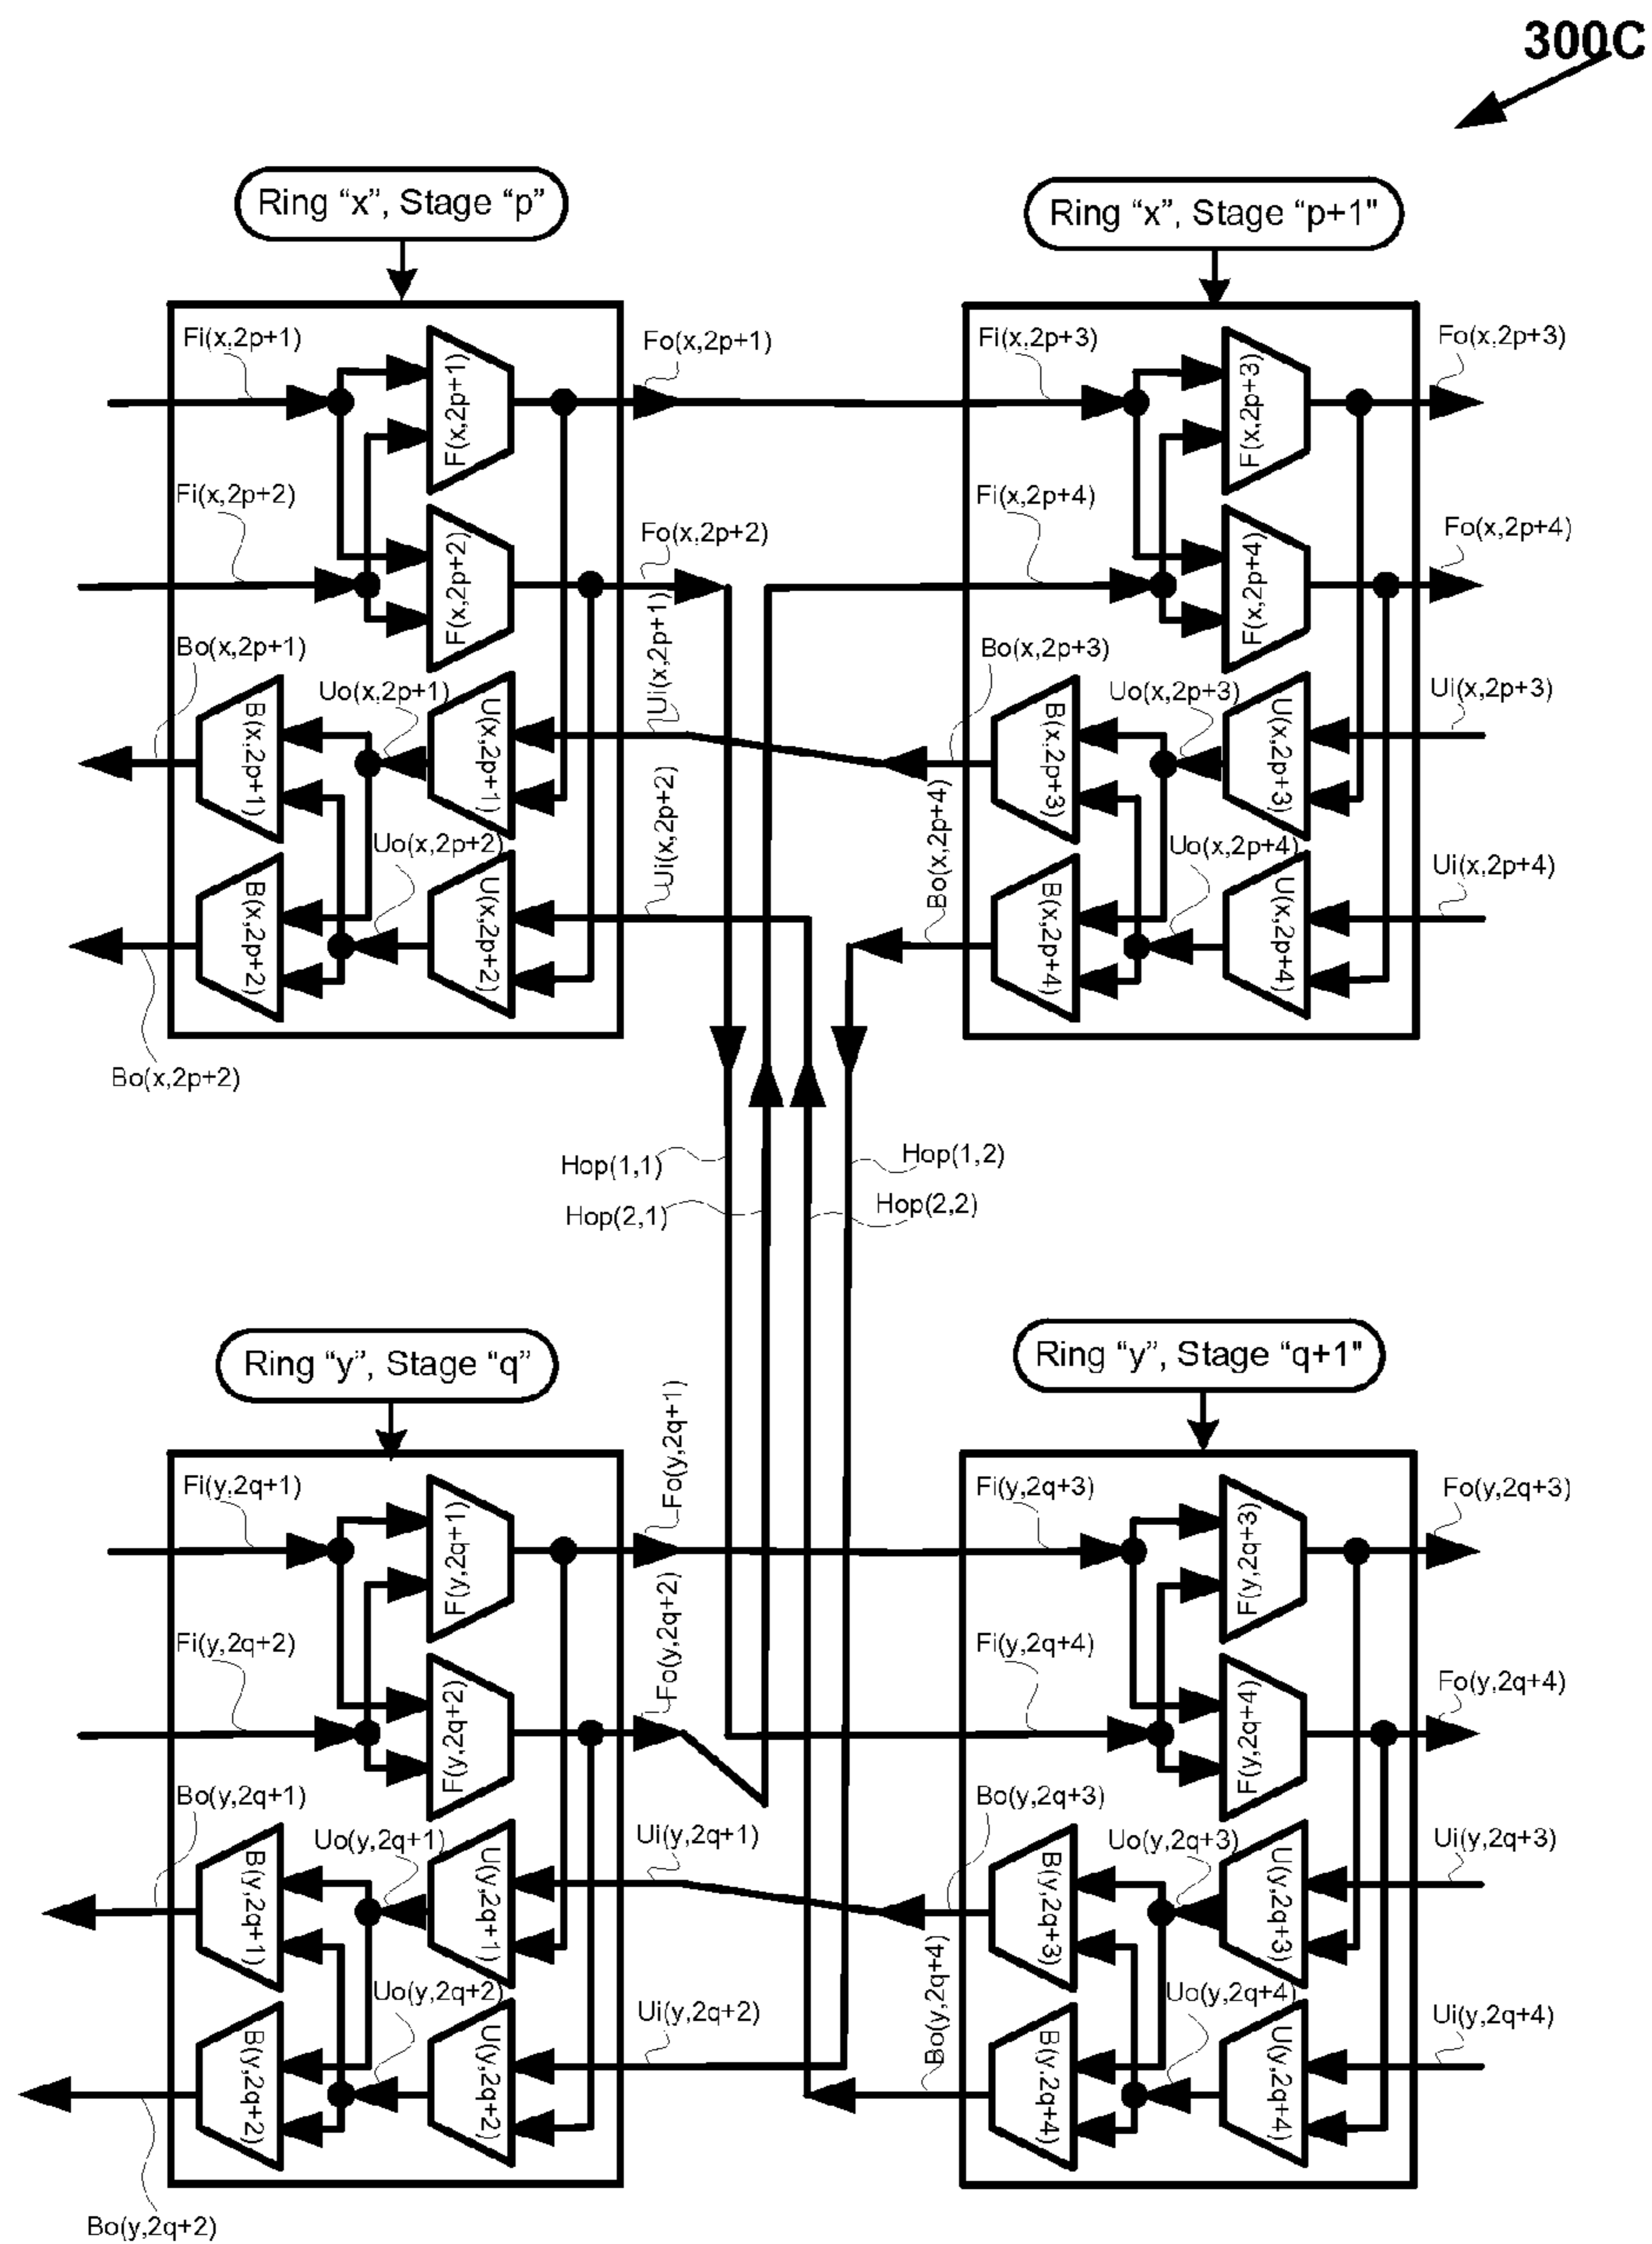 300C
Ring “x”, Stage “p”
Ring “x”, Stage “p+1"
Fi(x,2p+1)
F(x,2p+1)
Fo(x,2p+1)
Fi(x,2p+2)
F(x,2p+2)
Fo(x,2p+2)
Bo(x,2p+1)
B(x,2p+1)
Uo(x,2p+1)
U(x,2p+1)
Ui(x,2p+1)
Uo(x,2p+2)
B(x,2p+2)
U(x,2p+2)
Ui(x,2p+2)
Bo(x,2p+2)
Fi(x,2p+3)
F(x,2p+3)
Fo(x,2p+3)
Fi(x,2p+4)
F(x,2p+4)
Fo(x,2p+4)
Bo(x,2p+3)
B(x,2p+3)
Uo(x,2p+3)
U(x,2p+3)
Ui(x,2p+3)
Bo(x,2p+4)
B(x,2p+4)
Uo(x,2p+4)
U(x,2p+4)
Ui(x,2p+4)
Hop(1,1)
Hop(1,2)
Hop(2,1)
Hop(2,2)
Ring “y”, Stage “q”
Ring “y”, Stage “q+1"
Fi(y,2q+1)
F(y,2q+1)
Fo(y,2q+1)
Fi(y,2q+2)
F(y,2q+2)
Fo(y,2q+2)
Bo(y,2q+1)
B(y,2q+1)
Uo(y,2q+1)
U(y,2q+1)
Ui(y,2q+1)
Uo(y,2q+2)
B(y,2q+2)
U(y,2q+2)
Ui(y,2q+2)
Bo(y,2q+2)
Fi(y,2q+3)
F(y,2q+3)
Fo(y,2q+3)
Fi(y,2q+4)
F(y,2q+4)
Fo(y,2q+4)
Bo(y,2q+3)
B(y,2q+3)
Uo(y,2q+3)
U(y,2q+3)
Ui(y,2q+3)
Bo(y,2q+4)
B(y,2q+4)
Uo(y,2q+4)
U(y,2q+4)
Ui(y,2q+4)